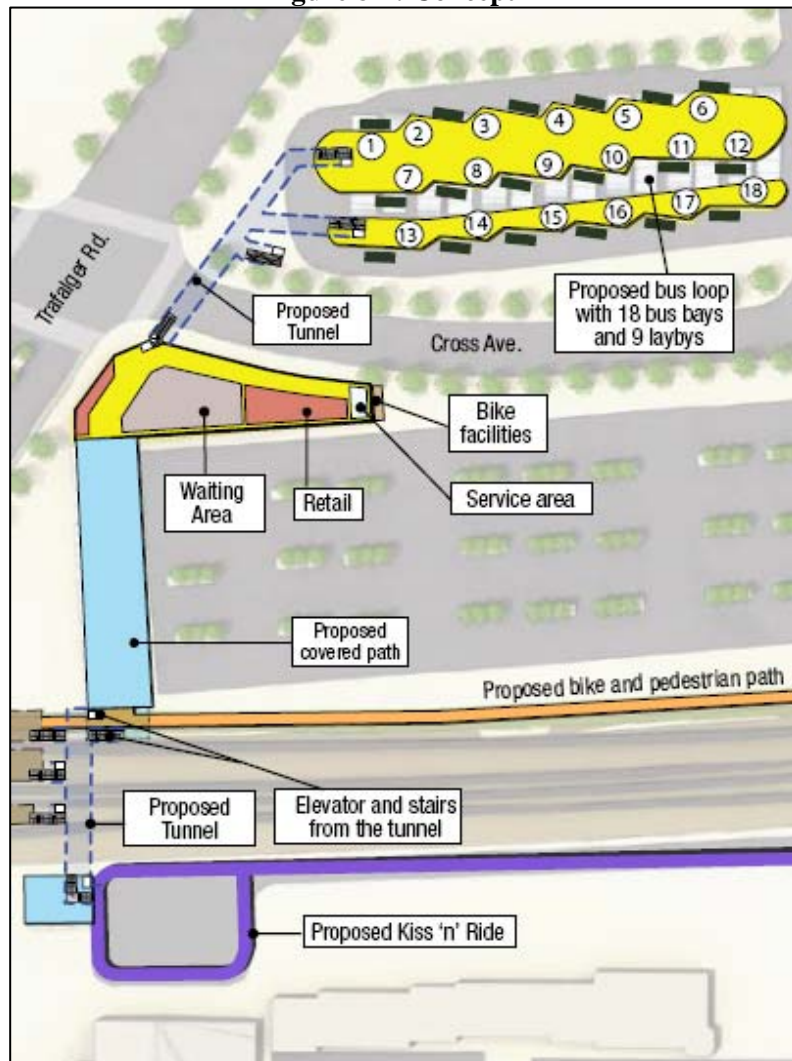 1
2
3
4
5
6
7
8
9
10
11
12
13
14
15
16
17
18
Trafalger Rd.
Proposed
Tunnel
Proposed bus loop
with 18 bus bays
and 9 laybys
Cross Ave.
Bike
facilities
Waiting
Area
Retail
Service area
Proposed
covered path
Proposed bike and pedestrian path
Proposed
Tunnel
Elevator and stairs
from the tunnel
Proposed Kiss ‘n’ Ride